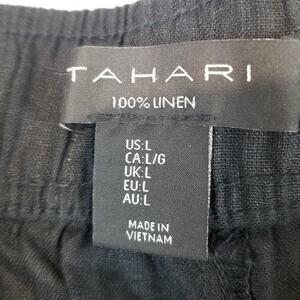 TAHARI
100% LINEN
US:L
CA:L/G
UK:L
EU:L
AU:L
MADE IN
VIETNAM